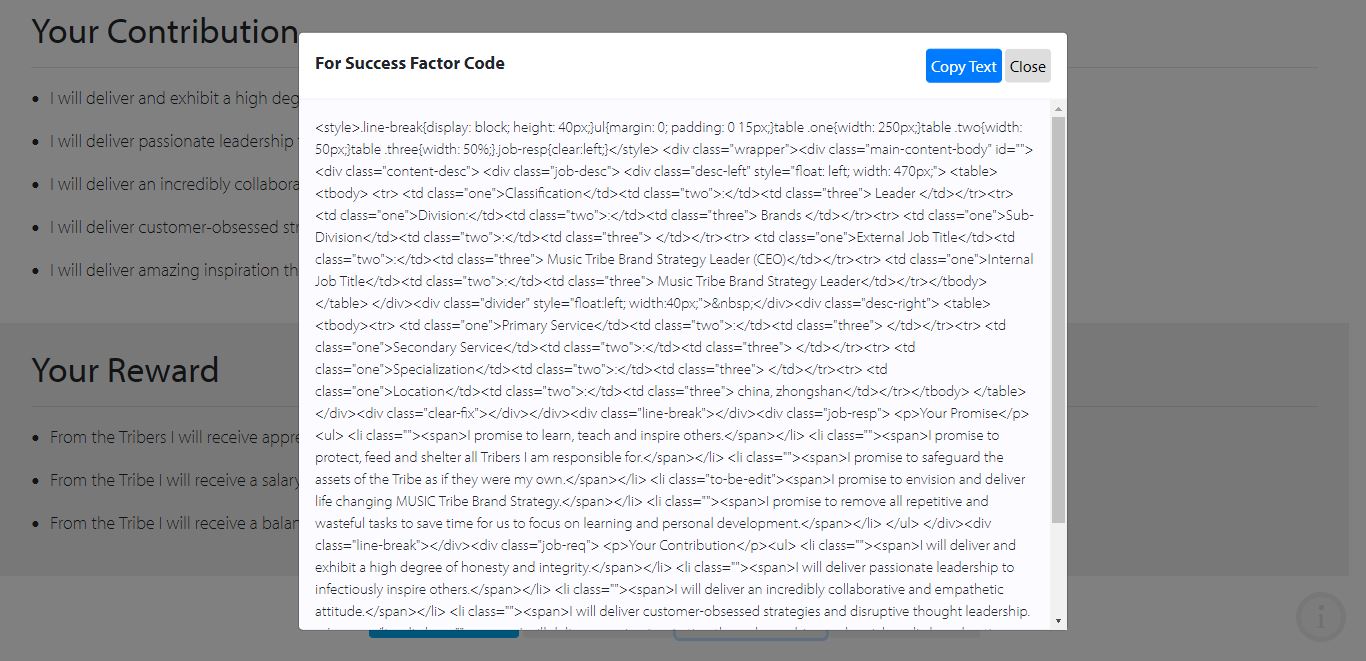 Your Contribution
I will deliver and exhibit a high deg
I will deliver passionate leadership
I will deliver an incredibly collabora
I will deliver customer-obsessed str
I will deliver amazing inspiration th
Your Reward
From the Tribers I will receive appre
From the Tribe I will receive a salary
From the Tribe I will receive a balan
For Success Factor Code
Copy Text
Close
<style>.line-break{display: block; height: 40px;}ul{margin: 0; padding: 0 15px;}table .one{width: 250px;}table .two{width:
50px;}table .three{width: 50%;}.job-resp{clear:left;}</style> <div class="wrapper"><div class="main-content-body" id="">
<div class="content-desc"> <div class="job-desc"> <div class="desc-left" style="float: left; width: 470px;"> <table>
<tbody> <tr> <td class="one">Classification</td><td class="two">:</td><td class="three"> Leader </td></tr><tr>
<td class="one">Division:</td><td class="two">:</td><td class="three"> Brands </td></tr><tr> <td class="one">Sub-
Division</td><td class="two">:</td><td class="three"> </td></tr><tr> <td class="one">External Job Title</td><td
class="two">:</td><td class="three"> Music Tribe Brand Strategy Leader (CEO)</td></tr><tr> <td class="one">Internal
Job Title</td><td class="two">:</td><td class="three"> Music Tribe Brand Strategy Leader</td></tr></tbody>
</table> </div><div class="divider" style="float:left; width:40px;">&nbsp;</div><div class="desc-right"> <table>
<tbody><tr> <td class="one">Primary Service</td><td class="two">:</td><td class="three"> </td></tr><tr> <td
class="one">Secondary Service</td><td class="two">:</td><td class="three"> </td></tr><tr> <td
class="one">Specialization</td><td class="two">:</td><td class="three"> </td></tr><tr> <td
class="one">Location</td><td class="two">:</td><td class="three"> china, zhongshan</td></tr></tbody> </table>
</div><div class="clear-fix"></div></div><div class="line-break"></div><div class="job-resp"> <p>Your Promise</p>
<ul> <li class=""><span>I promise to learn, teach and inspire others.</span></li> <li class=""><span>I promise to
protect, feed and shelter all Tribers I am responsible for.</span></li> <li class=""><span>I promise to safeguard the
assets of the Tribe as if they were my own.</span></li> <li class="to-be-edit"><span>I promise to envision and deliver
life changing MUSIC Tribe Brand Strategy.</span></li> <li class=""><span>I promise to remove all repetitive and
wasteful tasks to save time for us to focus on learning and personal development.</span></li> </ul> </div><div
class="line-break"></div><div class="job-req"> <p>Your Contribution</p><ul> <li class=""><span>I will deliver and
exhibit a high degree of honesty and integrity.</span></li> <li class=""><span>I will deliver passionate leadership to
infectiously inspire others.</span></li> <li class=""><span>I will deliver an incredibly collaborative and empathetic
attitude.</span></li> <li class=""><span>I will deliver customer-obsessed strategies and disruptive thought leadership.